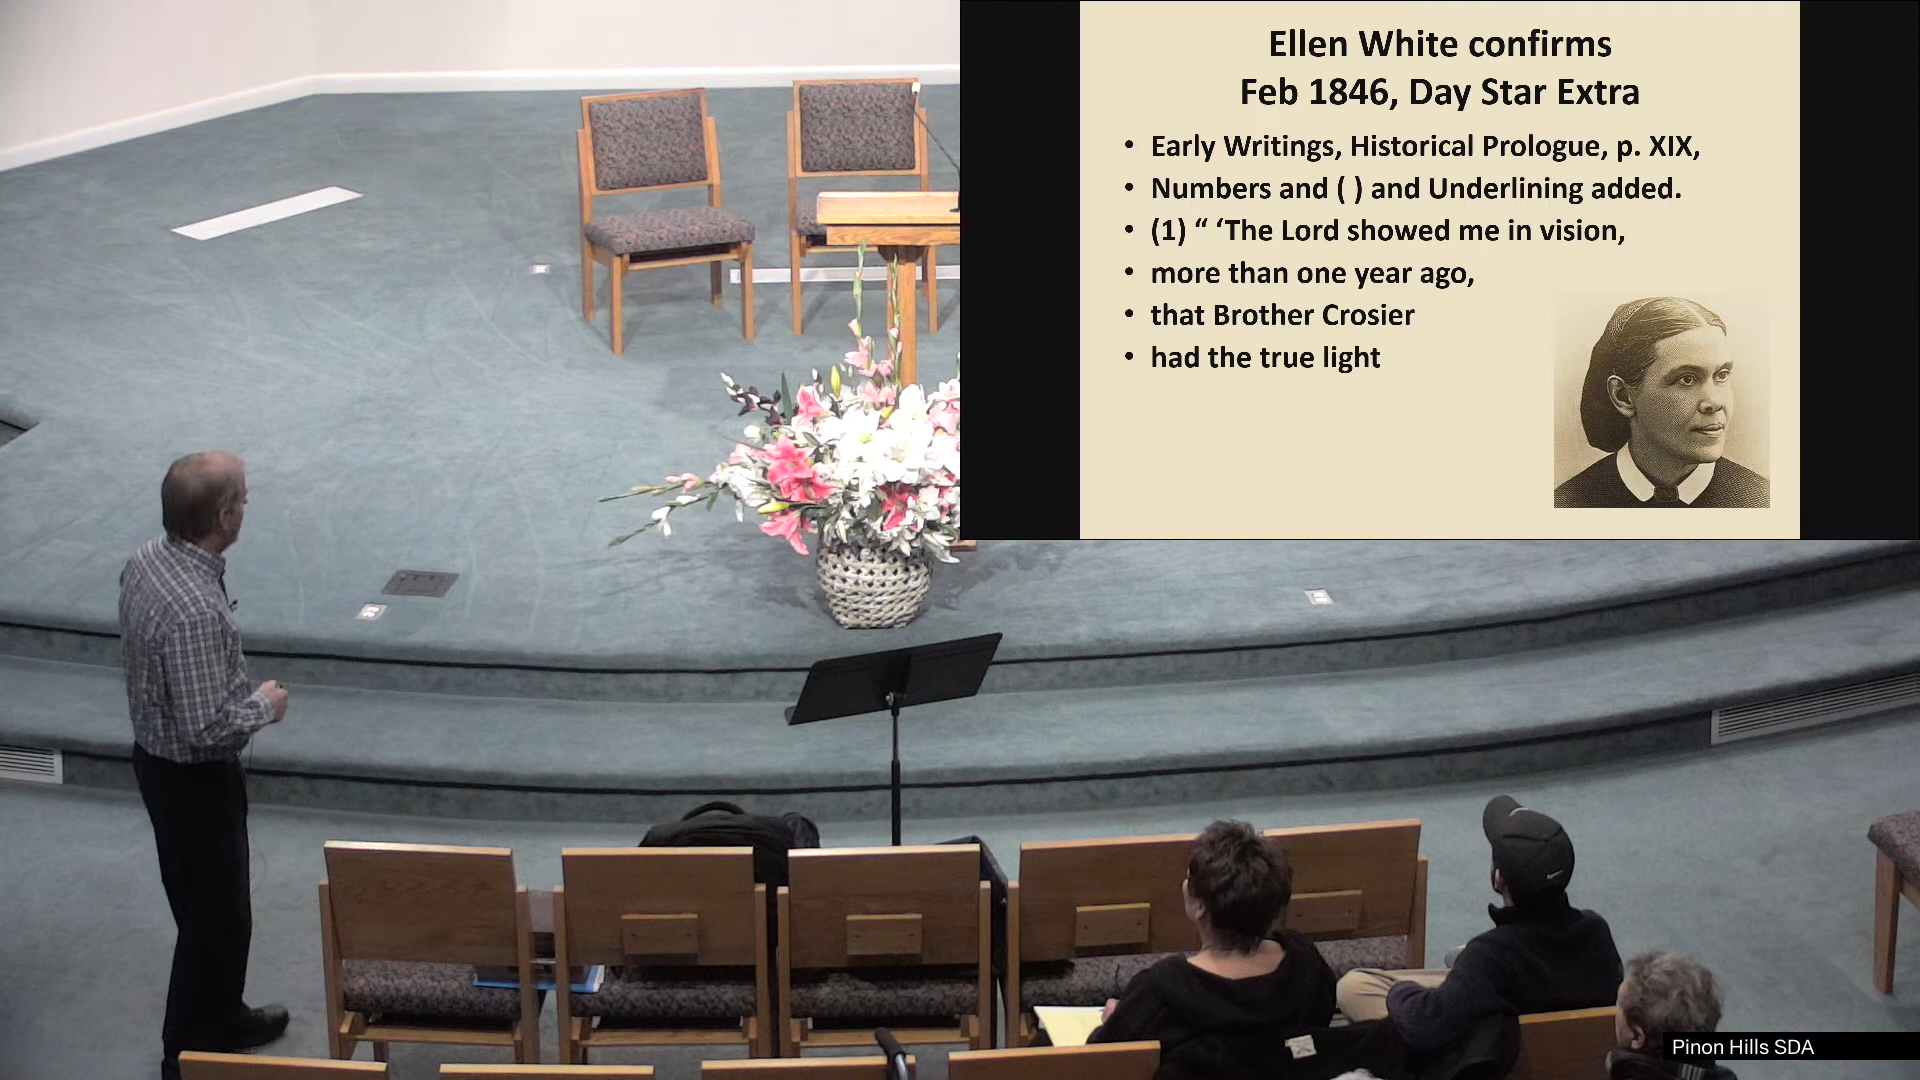 Ellen White confirms
Feb 1846, Day Star Extra
• Early Writings, Historical Prologue, p. XIX,
• Numbers and ( ) and Underlining added.
• (1) “ ‘The Lord showed me in vision,
• more than one year ago,
• that Brother Crosier
• had the true light
Pinon Hills SDA